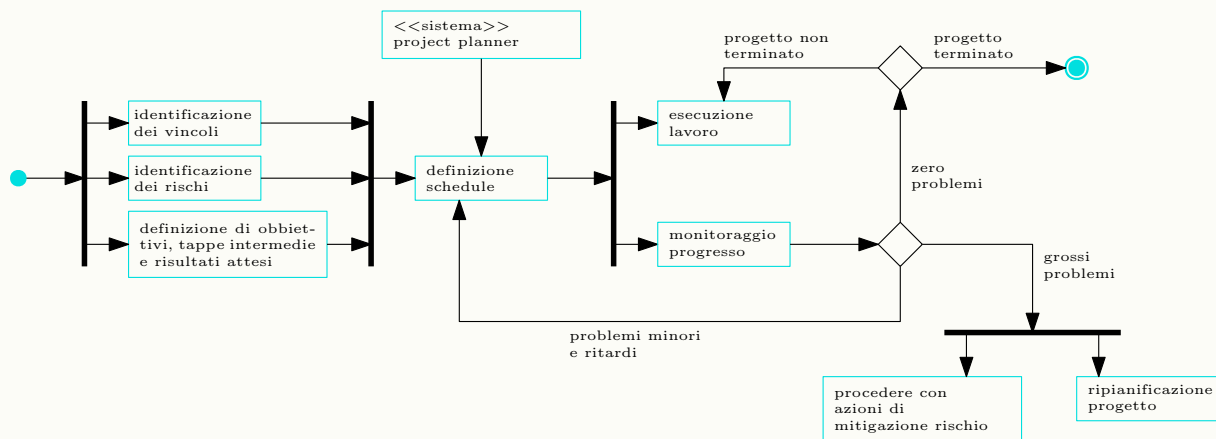 <<sistema>>
project planner
progetto non
terminato
progetto
terminato
identificazione
dei vincoli
esecuzione
lavoro
identificazione
dei rischi
definizione
schedule
zero
problemi
definizione di obbiet-
tivi, tappe intermedie
e risultati attesi
monitoraggio
progresso
grossi
problemi
problemi minori
e ritardi
procedere con
azioni di
mitigazione rischio
ripianificazione
progetto